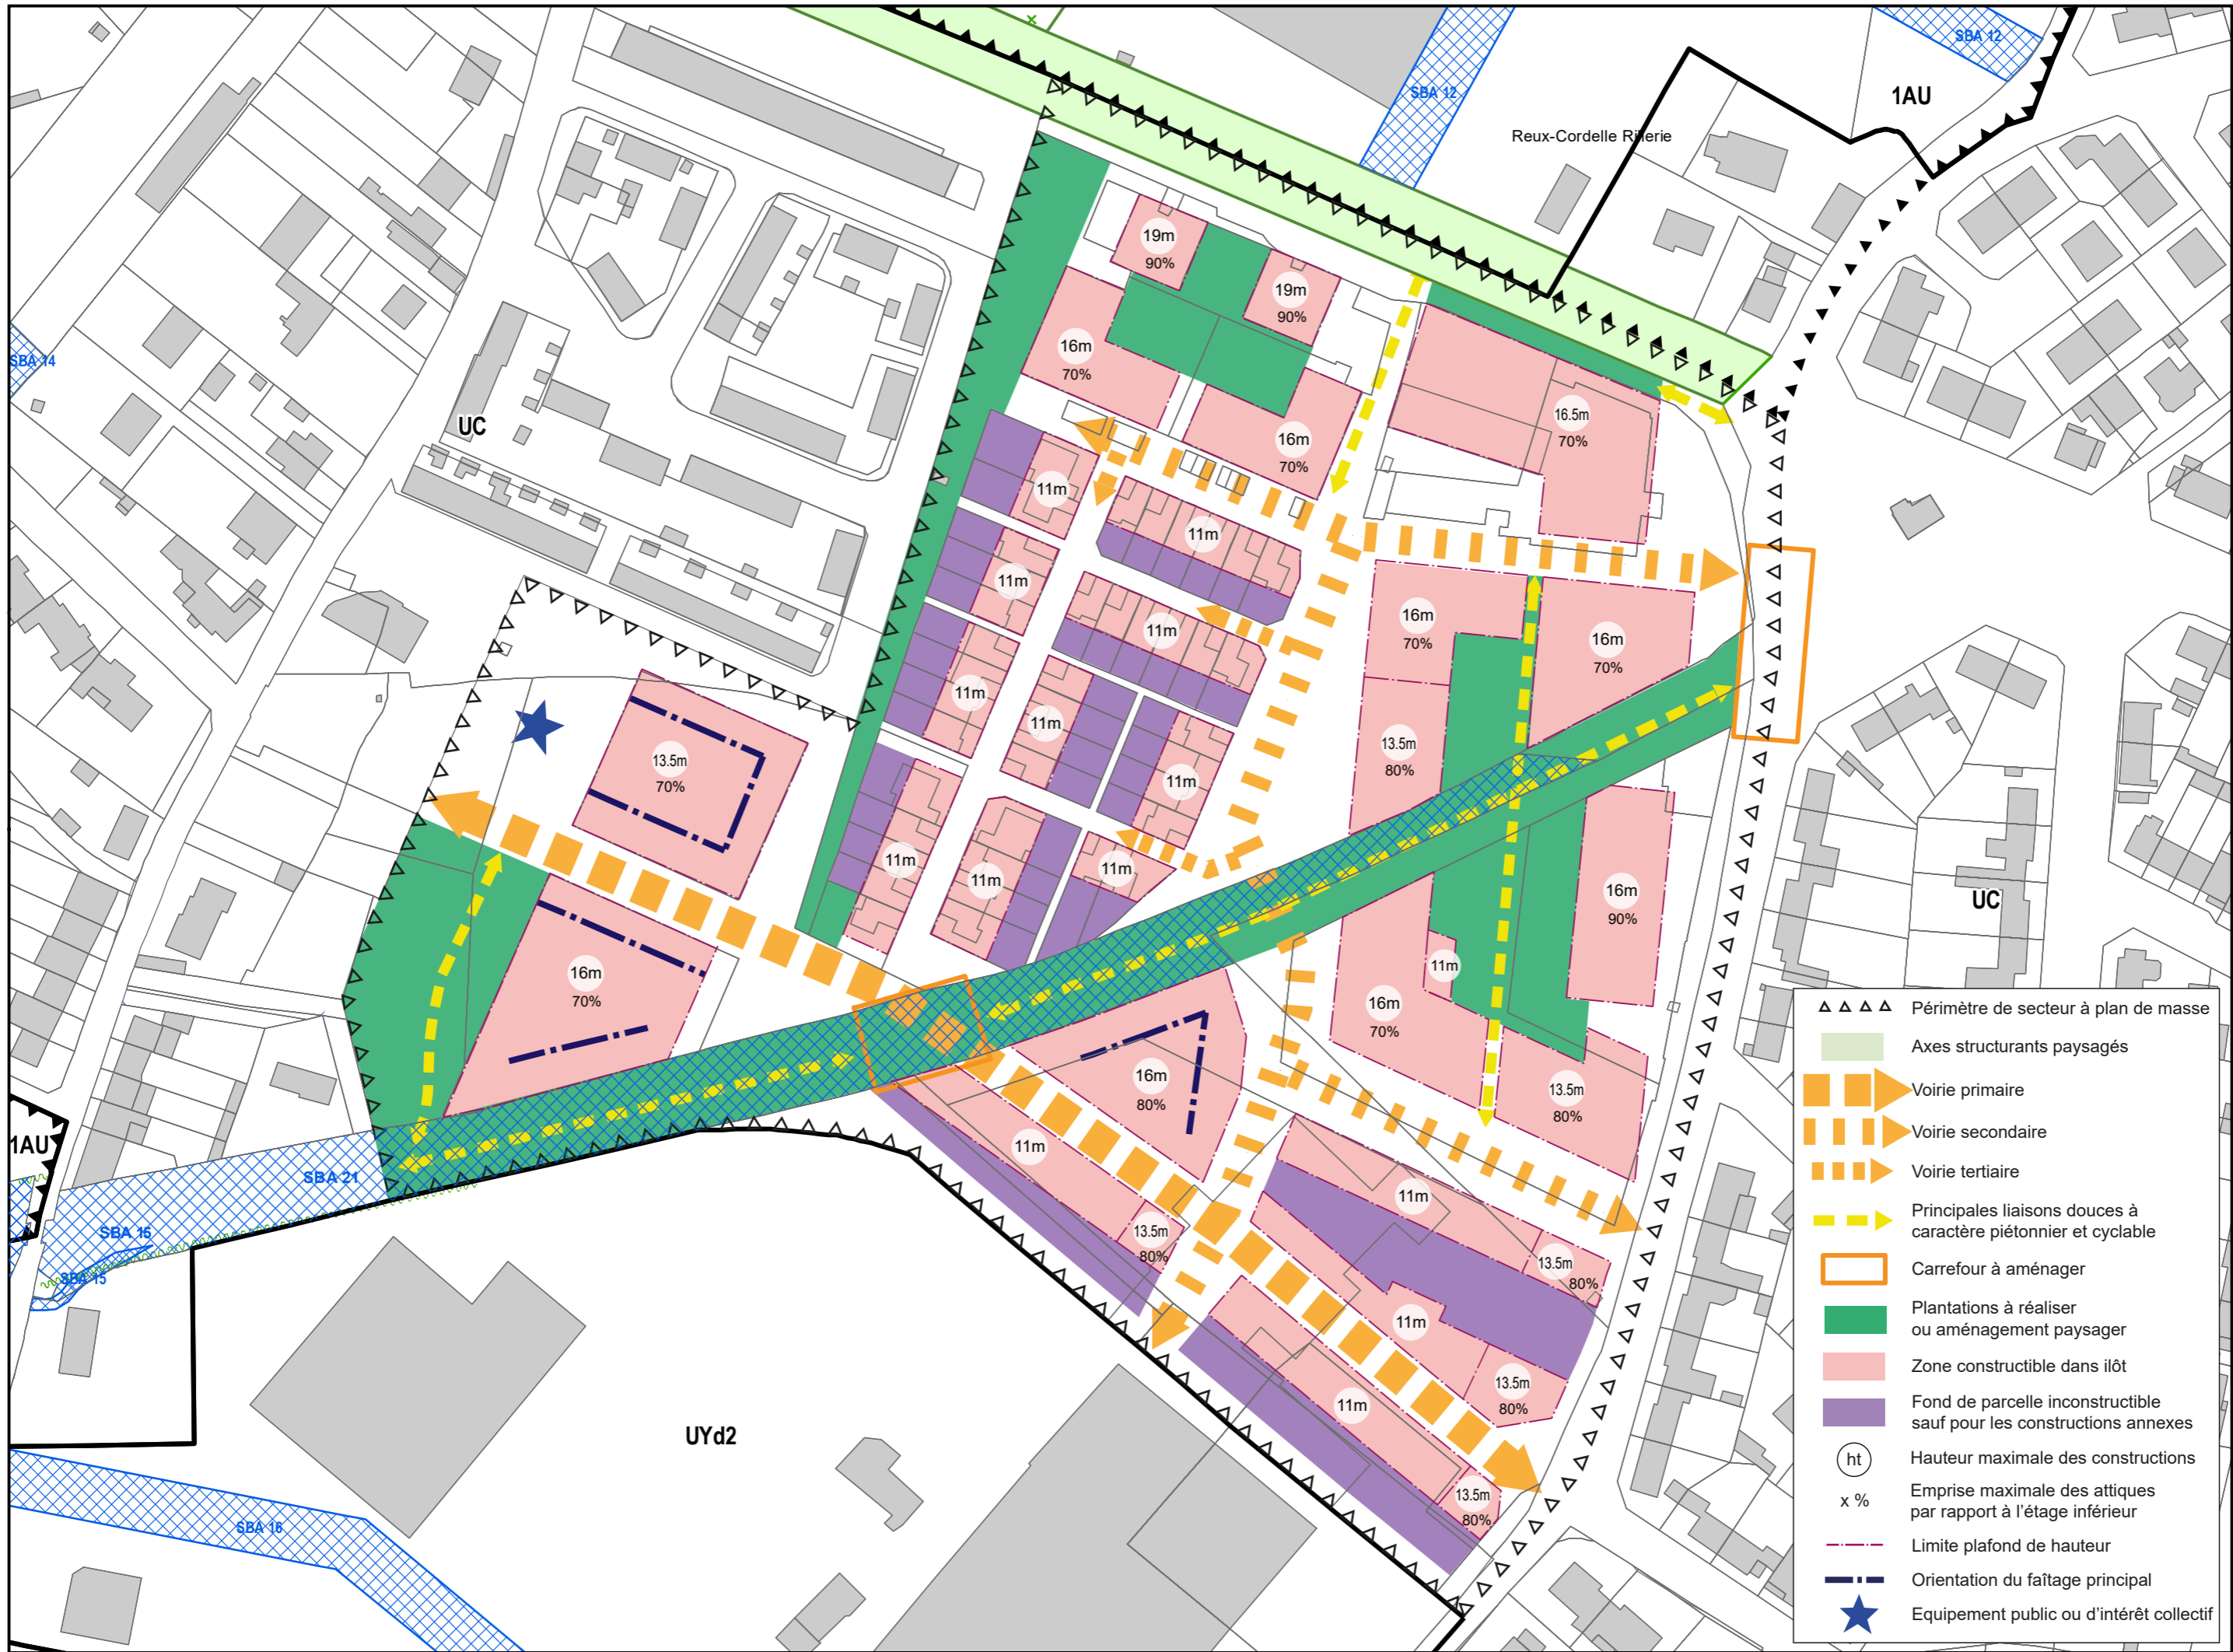 SBA 12
1AU
SBA 12
Reux-Cordelle Rillerie
19m
90%
19m
90%
SBA 14
16m
70%
UC
16m
70%
16.5m
70%
11m
11m
11m
16m
70%
16m
70%
11m
11m
11m
11m
13.5m
80%
13.5m
70%
11m
11m
11m
11m
16m
90%
UC
11m
16m
70%
16m
70%
16m
80%
13.5m
80%
1AU
11m
SBA 21
11m
SBA 15
13.5m
80%
13.5m
80%
SBA 15
11m
13.5m
80%
11m
UYd2
13.5m
80%
SBA 16
Périmètre de secteur à plan de masse
Axes structurants paysagés
Voirie primaire
Voirie secondaire
Voirie tertiaire
Principales liaisons douces à
caractère piétonnier et cyclable
Carrefour à aménager
Plantations à réaliser
ou aménagement paysager
Zone constructible dans ilôt
Fond de parcelle inconstructible
sauf pour les constructions annexes
ht Hauteur maximale des constructions
x % Emprise maximale des attiques
par rapport à l'étage inférieur
Limite plafond de hauteur
Orientation du faîtage principal
Equipement public ou d'intérêt collectif